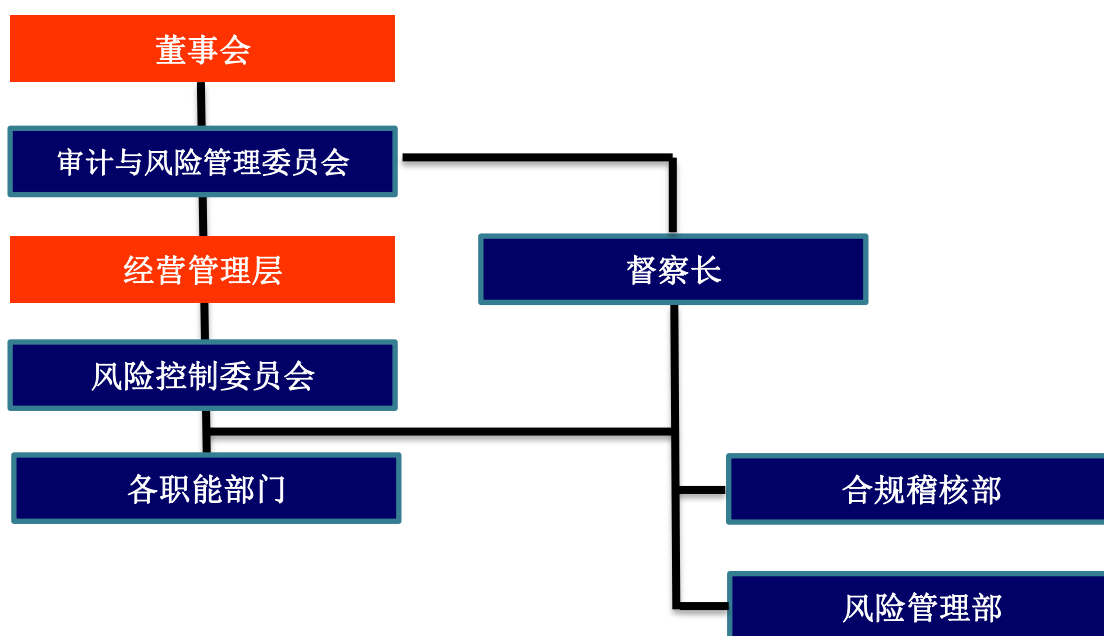 董事会
审计与风险管理委员会
经营管理层
督察长
风险控制委员会
各职能部门
合规稽核部
风险管理部